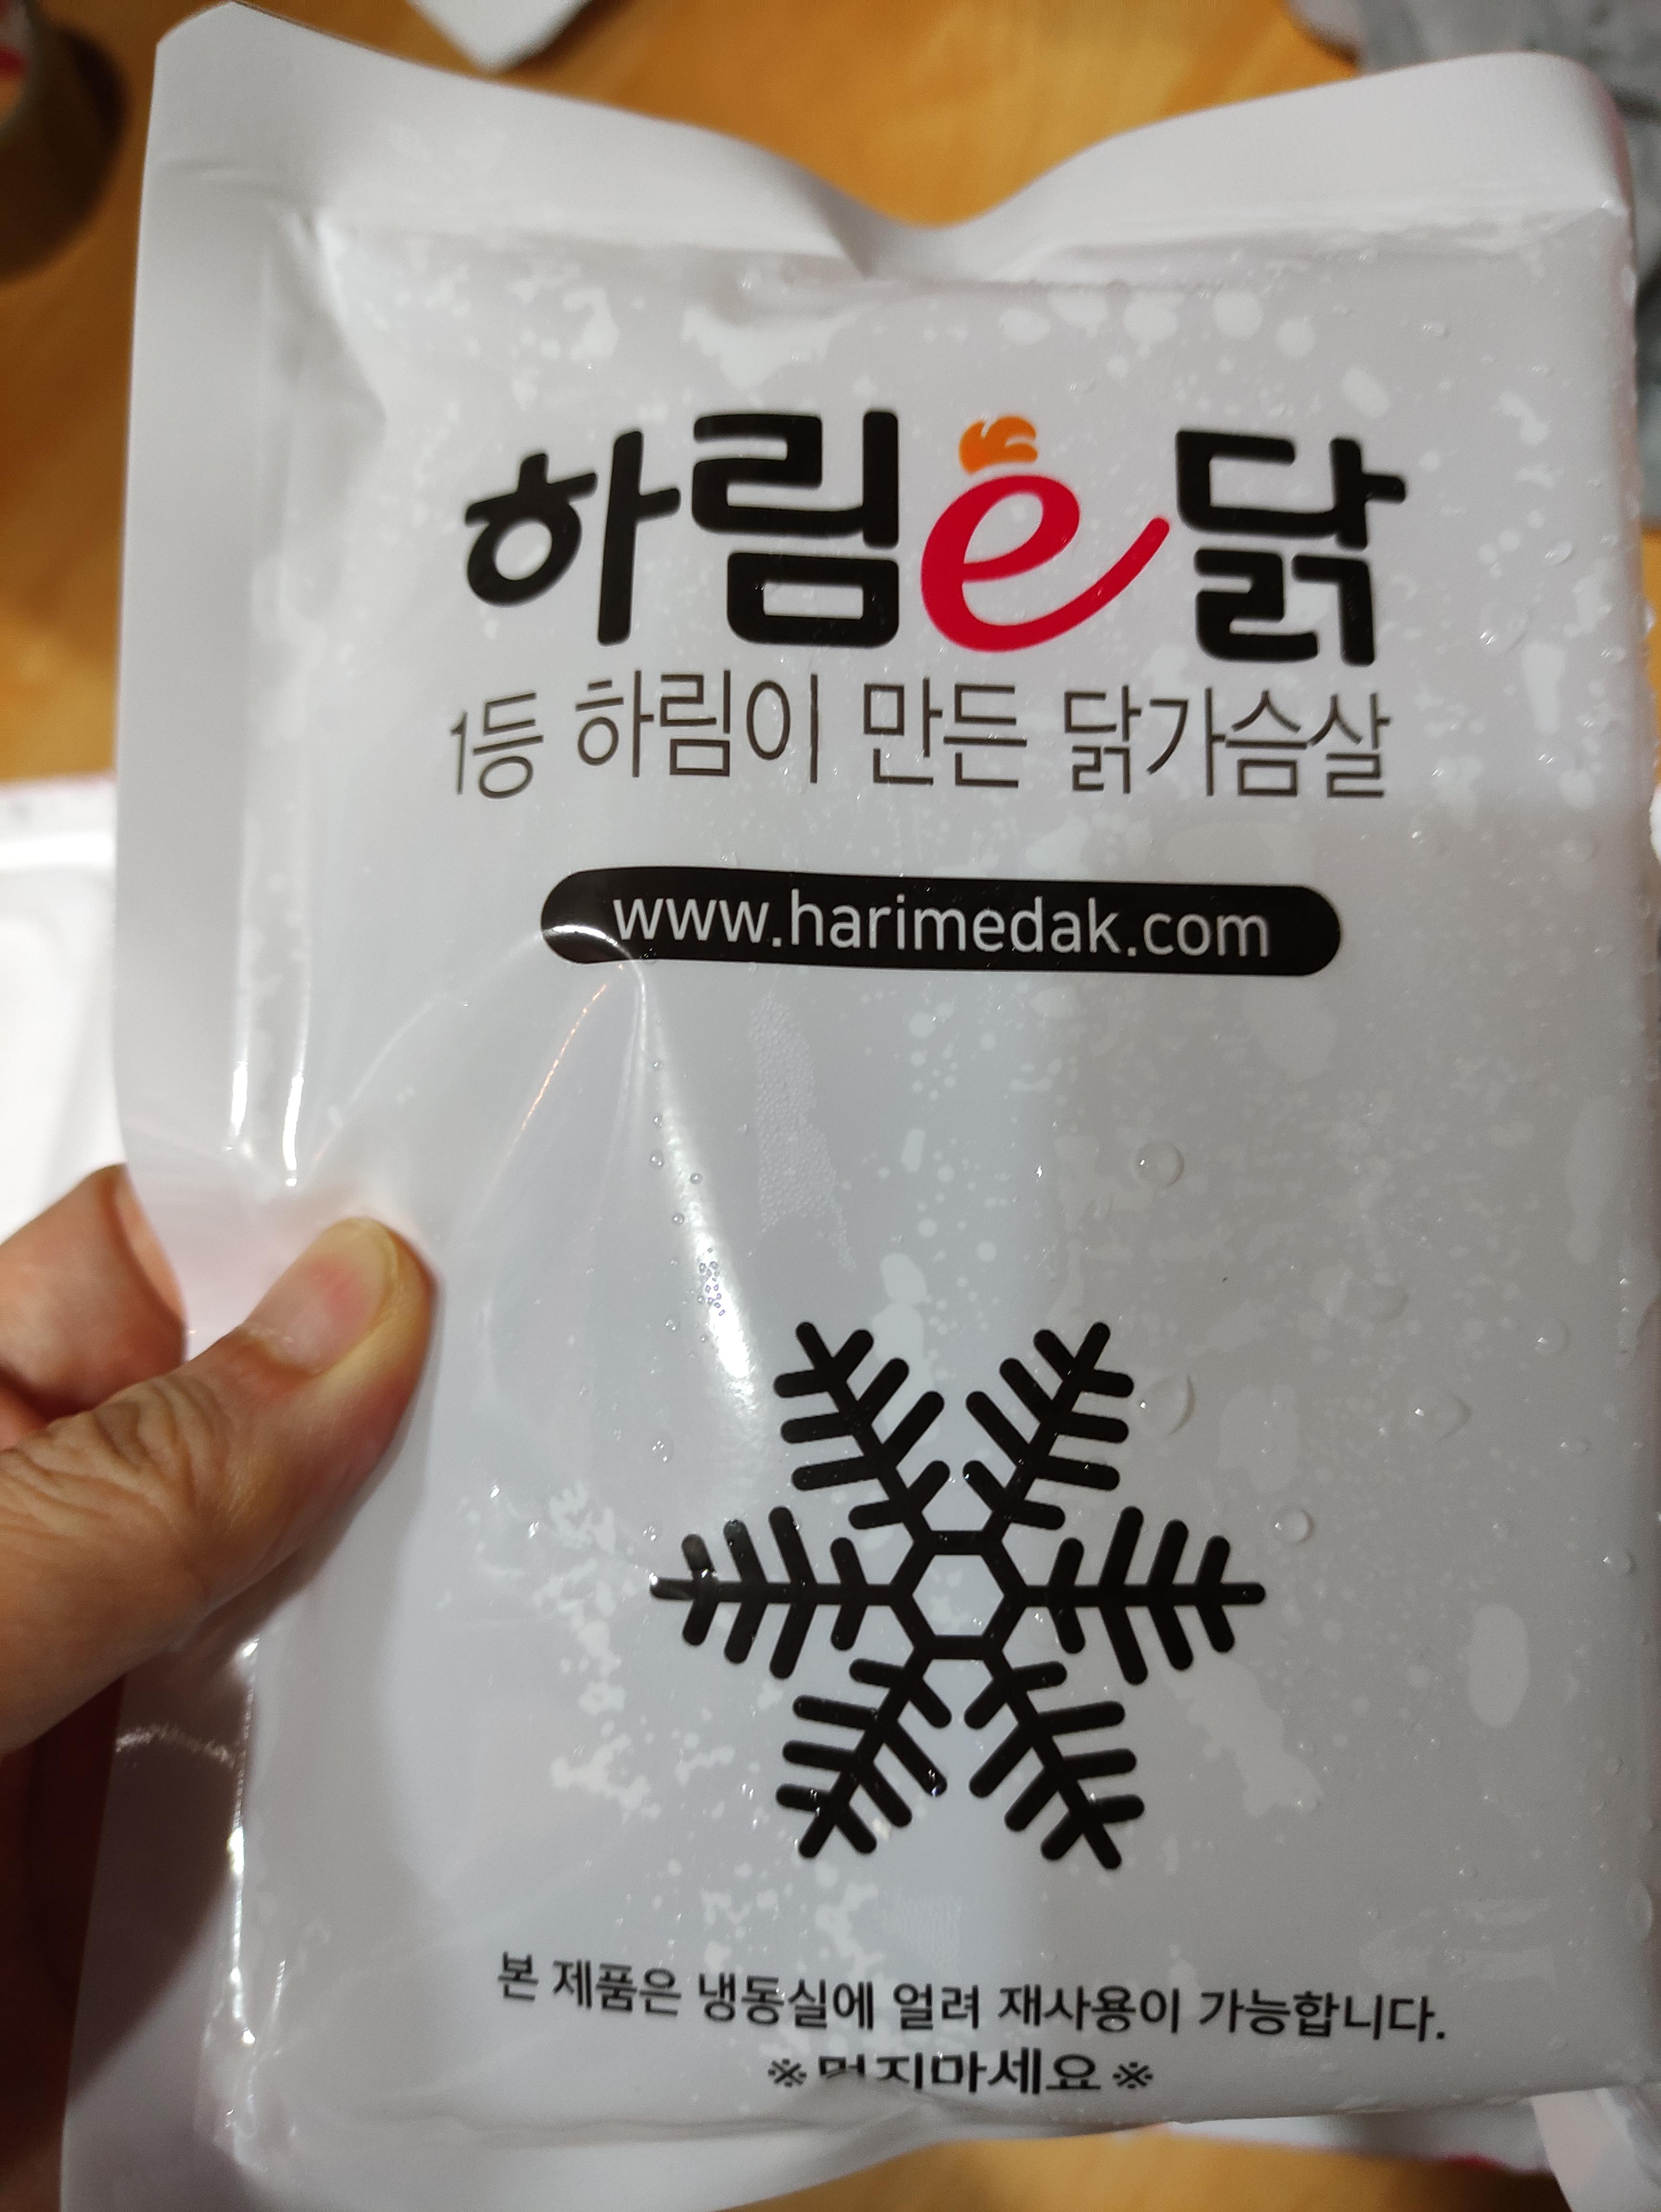 하림e닭
1등 하림이 만든 닭가슴살
www.harimedak.com
본 제품은 냉동실에 얼려 재사용이 가능합니다.
※먹지마세요※